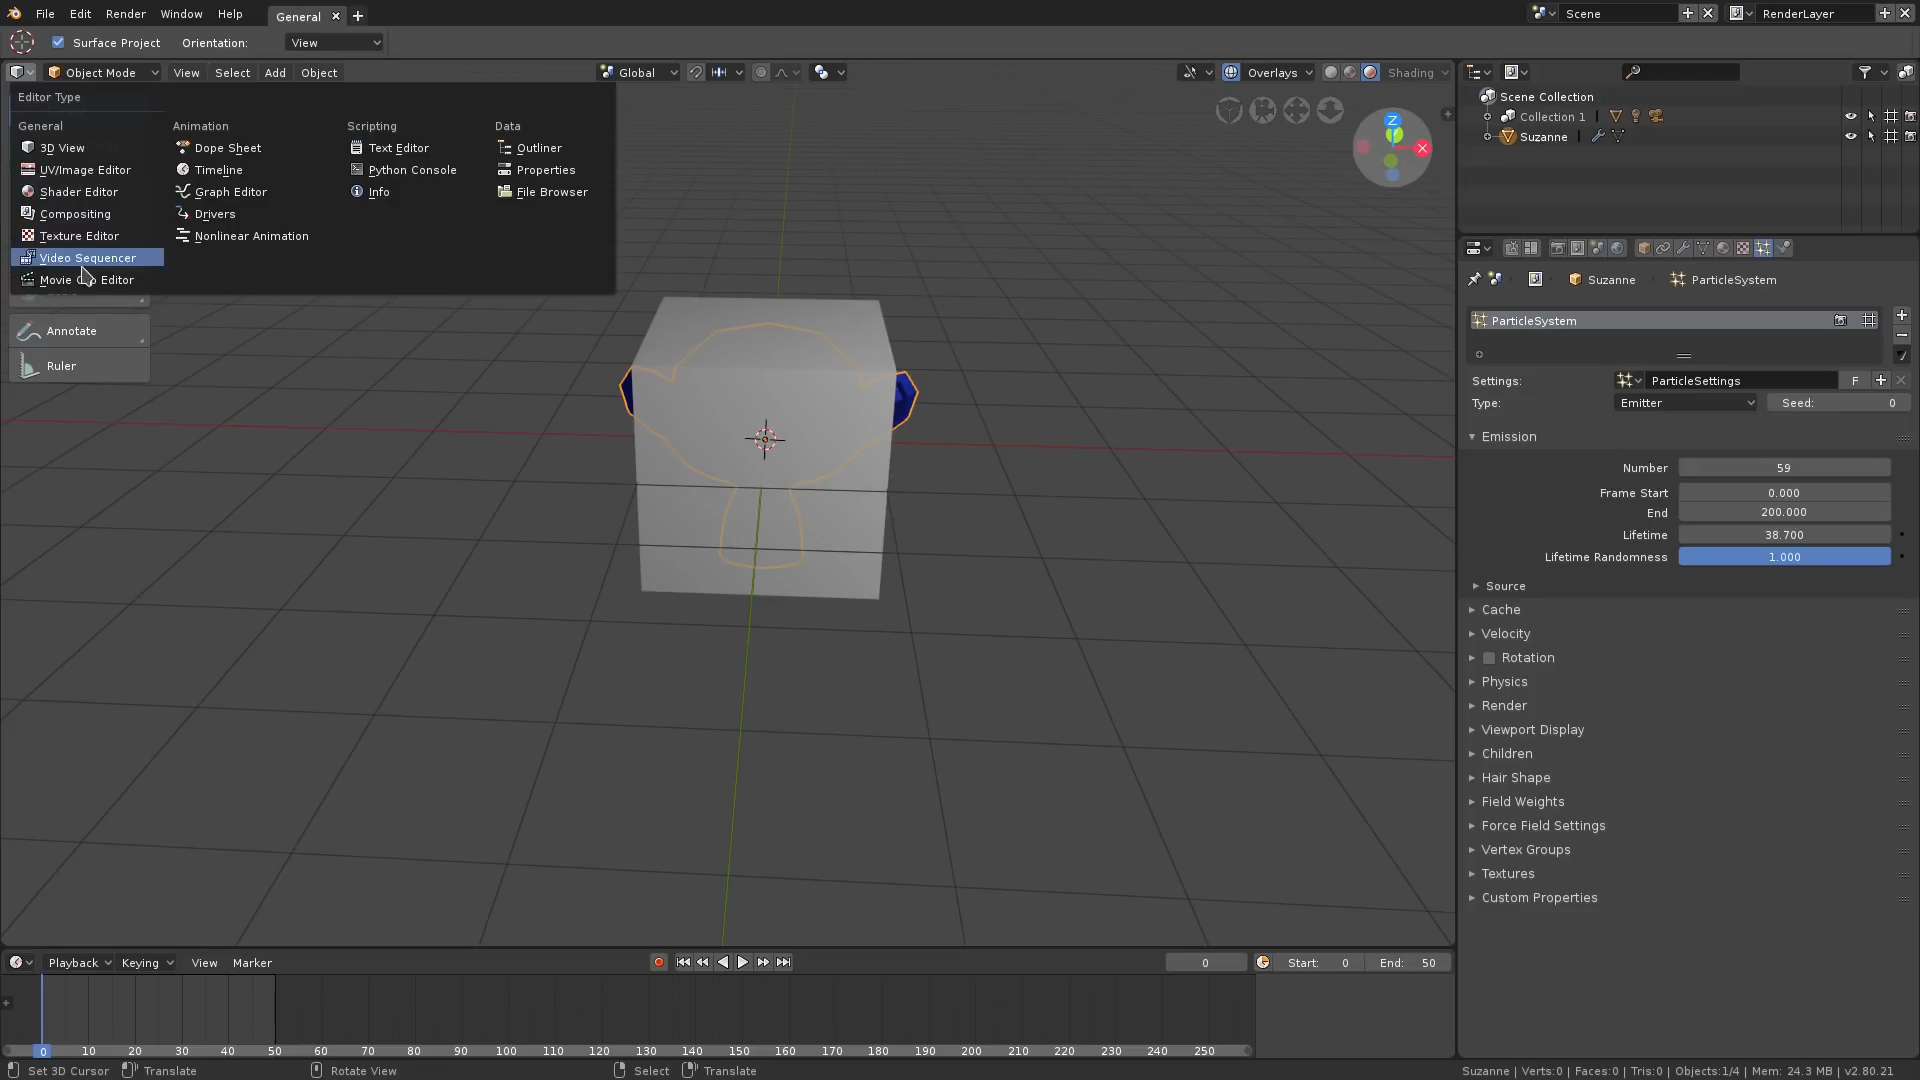 File Edit Render Window Help General Scene RenderLayer
Surface Project Orientation: View
Object Mode View Select Add Object Global Overlays Shading
Editor Type
General Animation Scripting Data
3D View Dope Sheet Text Editor Outliner
UV/Image Editor Timeline Python Console Properties
Shader Editor Graph Editor Info File Browser
Compositing Drivers
Texture Editor Nonlinear Animation
Video Sequencer
Movie Editor
Annotate
Ruler
Z
X
Scene Collection
Collection 1
Suzanne
Suzanne ParticleSystem
ParticleSystem
Settings: ParticleSettings F
Type: Emitter Seed: 0
Emission
Number 59
Frame Start 0.000
End 200.000
Lifetime 38.700
Lifetime Randomness 1.000
Source
Cache
Velocity
Rotation
Physics
Render
Viewport Display
Children
Hair Shape
Field Weights
Force Field Settings
Vertex Groups
Textures
Custom Properties
Playback Keying View Marker 0 Start: 0 End: 50
0 10 20 30 40 50 60 70 80 90 100 110 120 130 140 150 160 170 180 190 200 210 220 230 240 250
Set 3D Cursor Translate Rotate View Select Translate Suzanne | Verts:0 | Faces:0 | Tris:0 | Objects:1/4 | Mem: 24.3 MB | v2.80.21